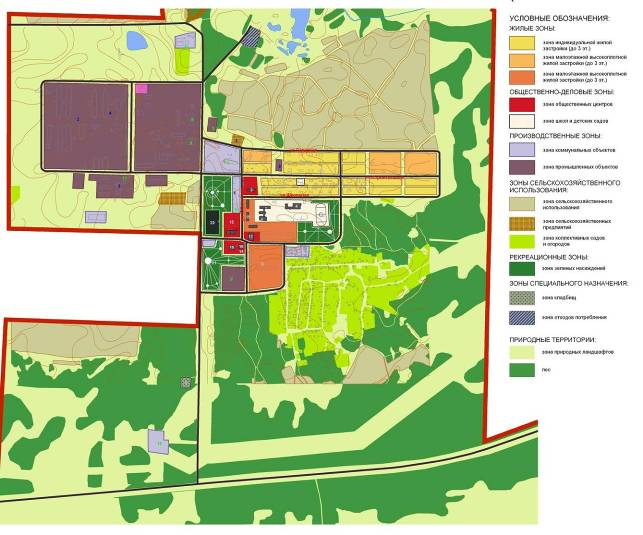 УСЛОВНЫЕ ОБОЗНАЧЕНИЯ:
ЖИЛЫЕ ЗОНЫ:
зона индивидуальной жилой
застройки (до 3 эт.)
зона малоэтажной высокоплотной
жилой застройки (до 3 эт.)
зона малоэтажной высокоплотной
жилой застройки (до 3 эт.)
ОБЩЕСТВЕННО-ДЕЛОВЫЕ ЗОНЫ:
зона общественных центров
зона школ и детских садов
ПРОИЗВОДСТВЕННЫЕ ЗОНЫ:
зона коммунальных объектов
зона промышленных объектов
ЗОНЫ СЕЛЬСКОХОЗЯЙСТВЕННОГО
ИСПОЛЬЗОВАНИЯ:
зона сельскохозяйственного
использования
зона сельскохозяйственных
предприятий
зона коллективных садов
и огородов
РЕКРЕАЦИОННЫЕ ЗОНЫ:
зона зеленых насаждений
ЗОНЫ СПЕЦИАЛЬНОГО НАЗНАЧЕНИЯ:
зона кладбищ
зона отходов потребления
ПРИРОДНЫЕ ТЕРРИТОРИИ:
зона природных ландшафтов
лес